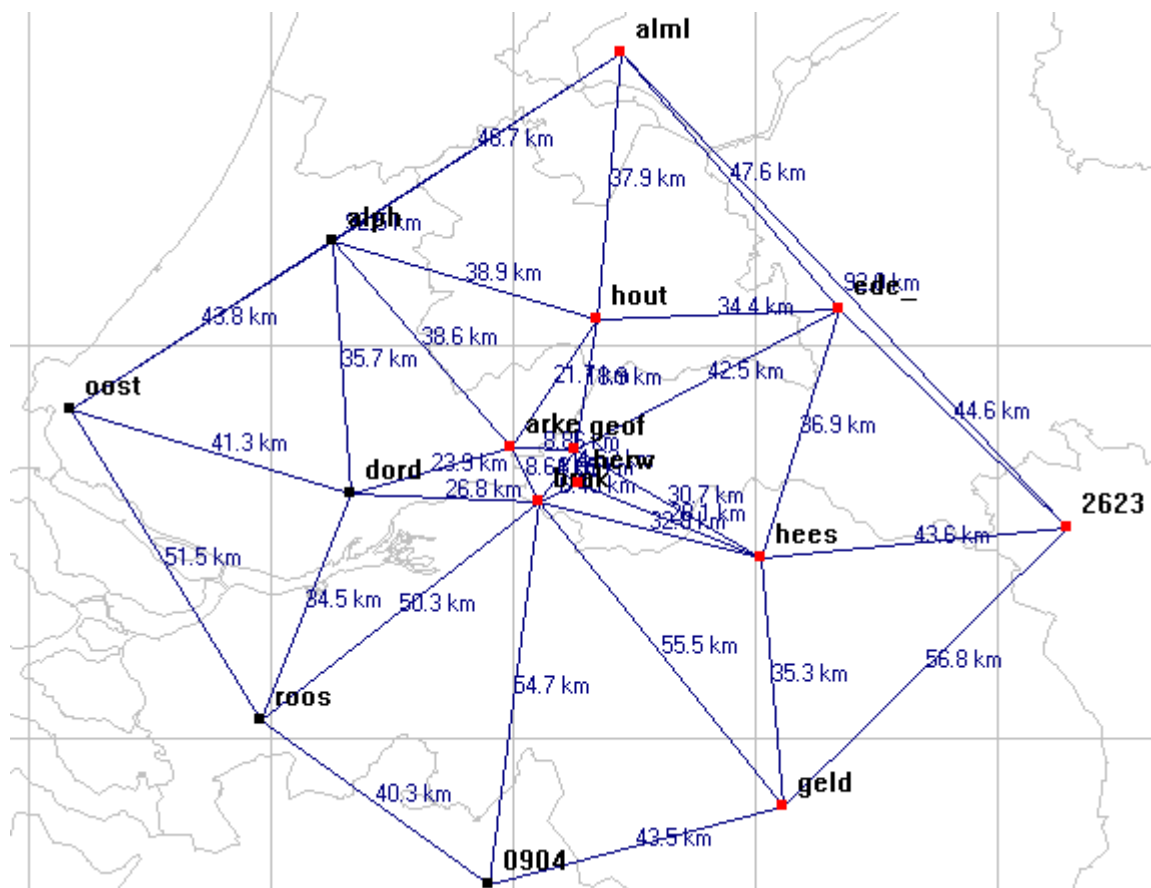 alml
48.7 km
47.6 km
37.9 km
alph
38.9 km
hout
34.4 km
ede_
43.8 km
38.6 km
35.7 km
42.5 km
44.6 km
oost
41.3 km
arke
geof
36.9 km
23.9 km
herw
dord
26.8 km
brak
30.7 km
2623
hees
43.6 km
51.5 km
34.5 km
50.3 km
55.5 km
56.8 km
35.3 km
54.7 km
roos
geld
40.3 km
43.5 km
0904